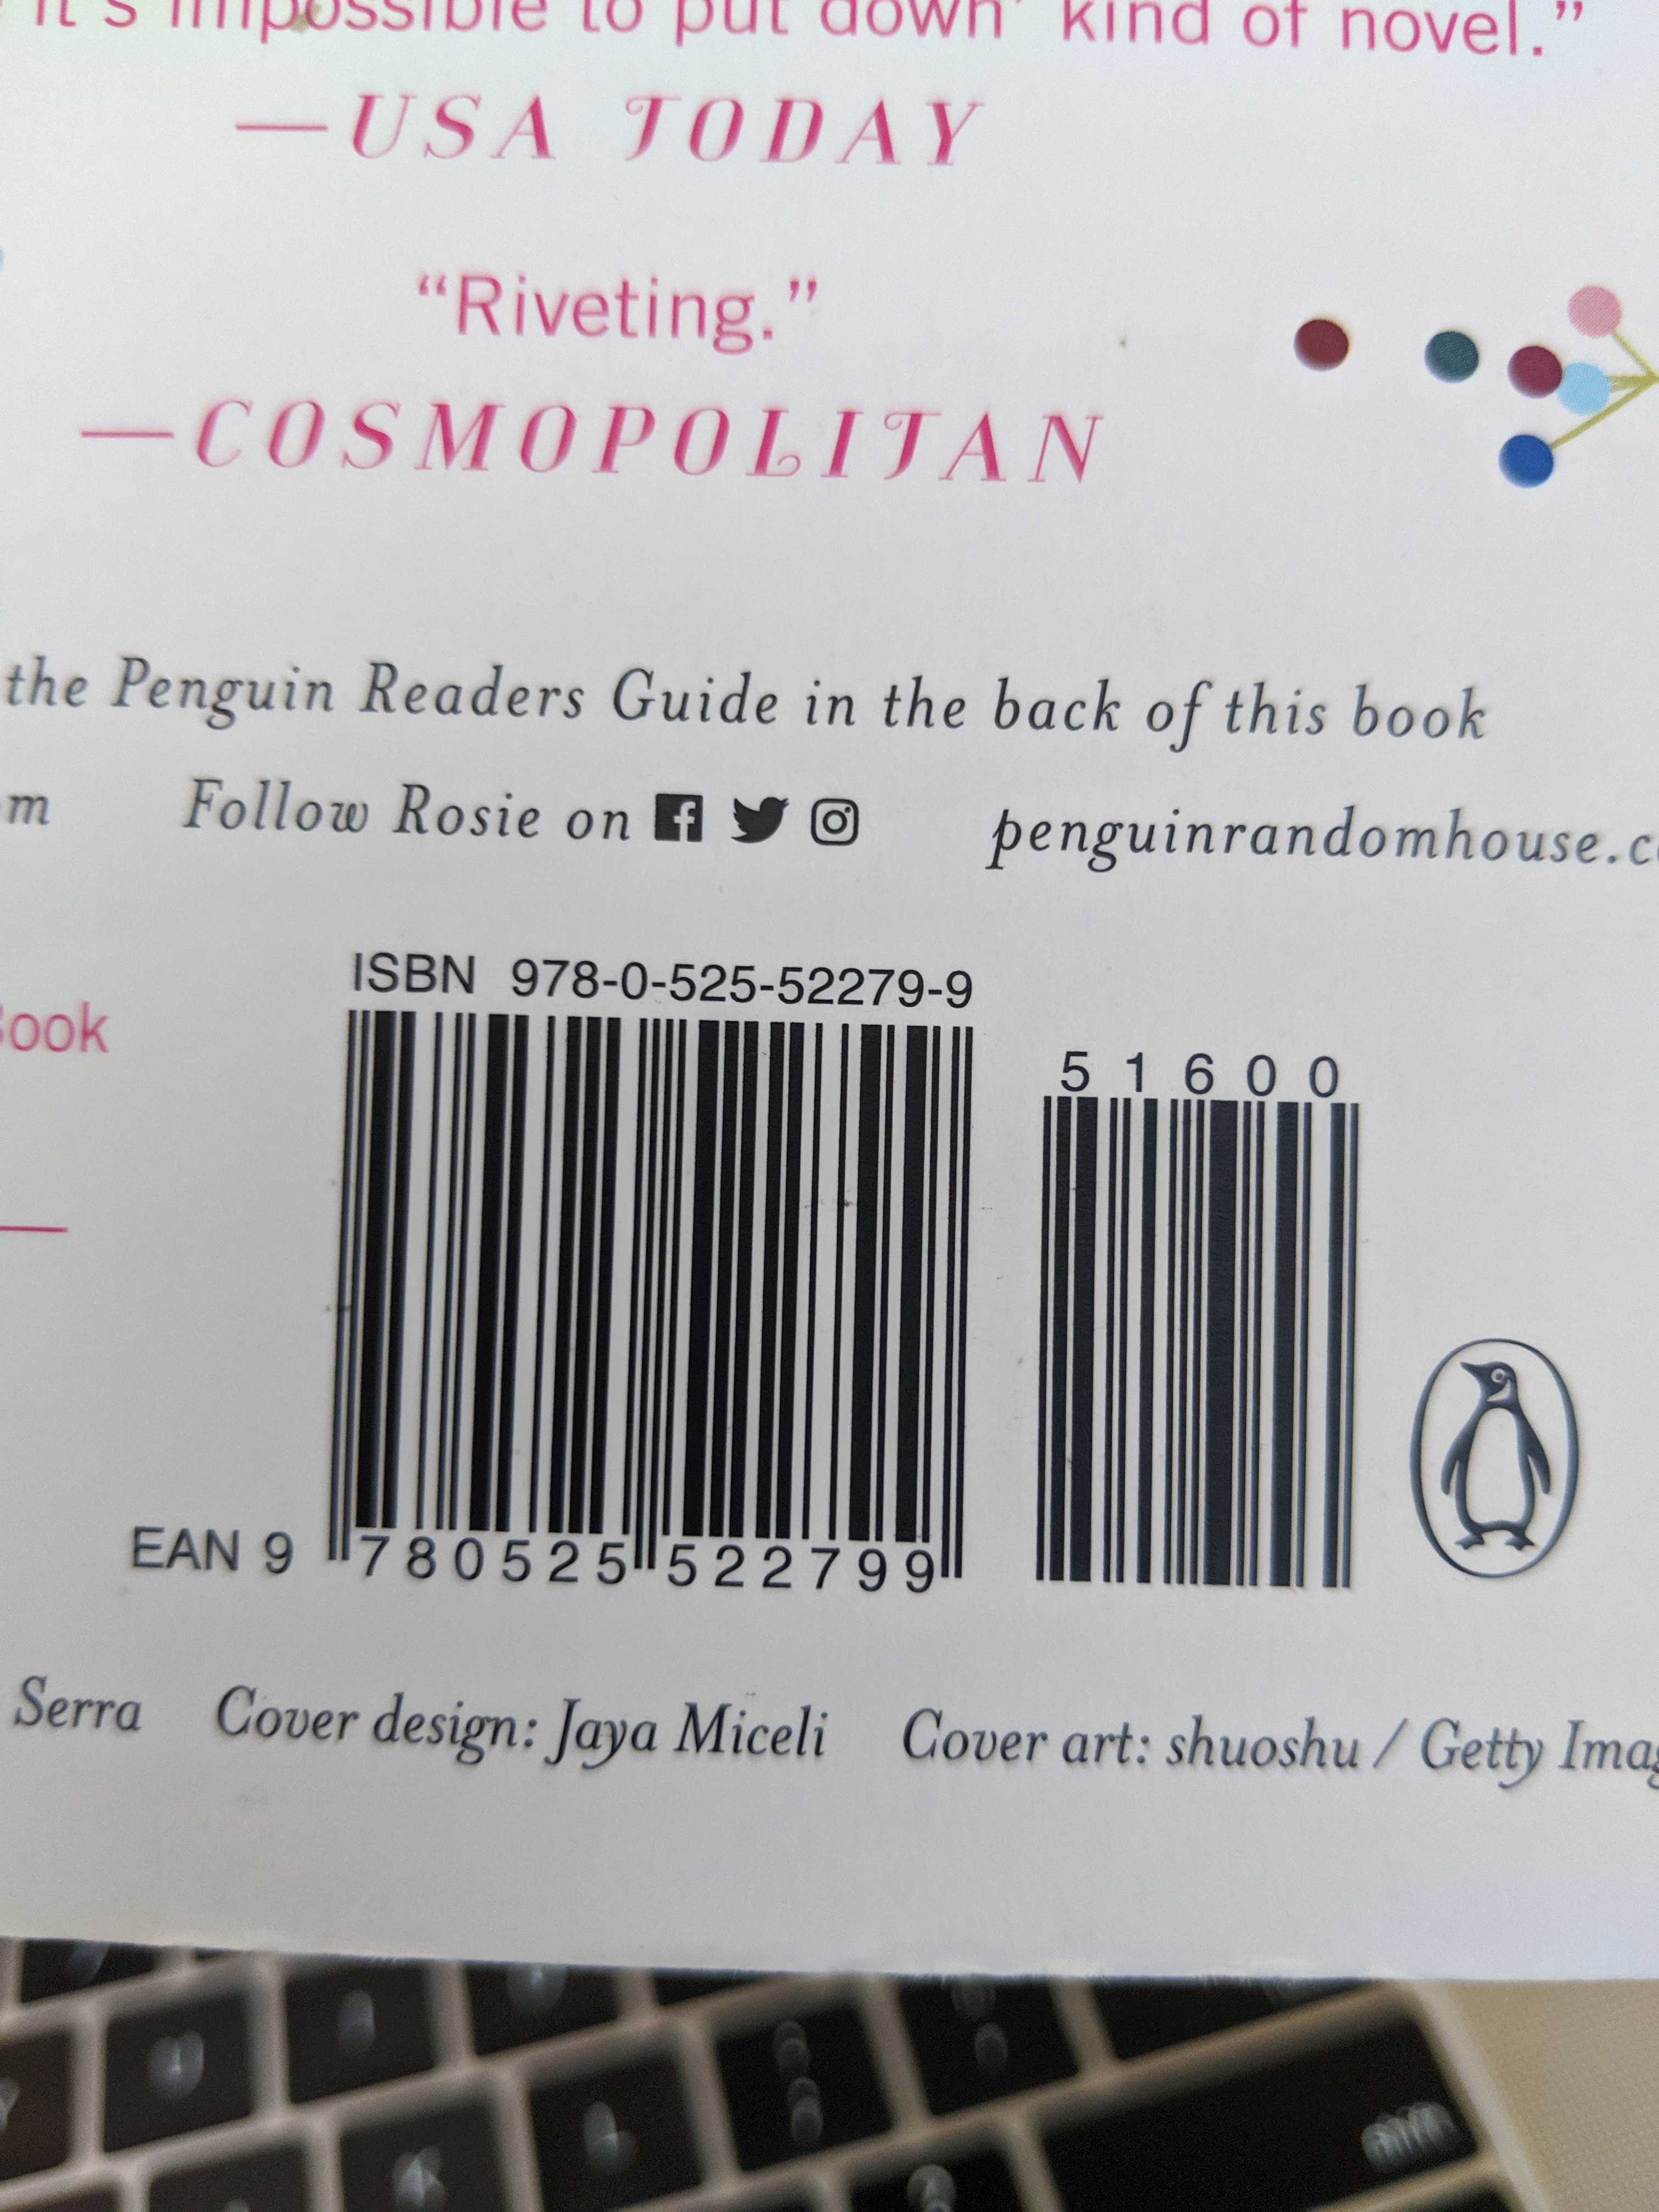 it's impossible to put down' kind of novel.”
—USA TODAY
“Riveting.”
—COSMOPOLITAN
the Penguin Readers Guide in the back of this book
m Follow Rosie on penguinrandomhouse.c
ISBN 978-0-525-52279-9
ook
51600
EAN 9 780525 522799
Serra Cover design: Jaya Miceli Cover art: shuoshu / Getty Imag